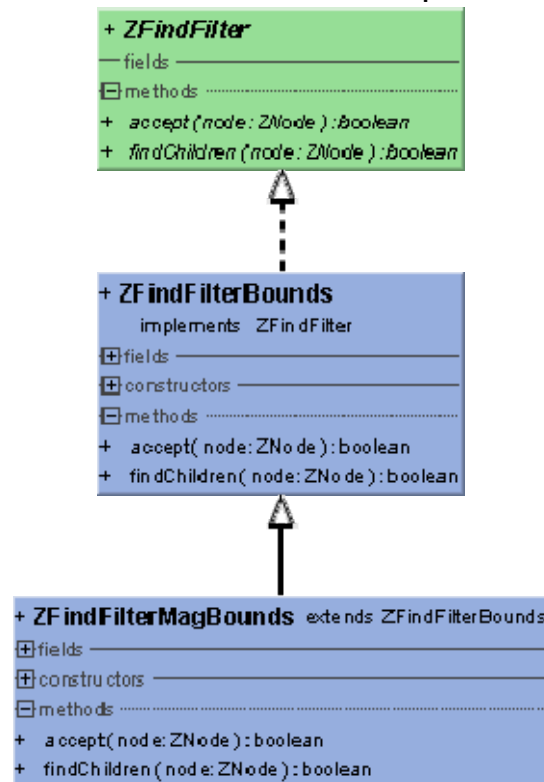 + ZFindFilter
fields
methods
+ accept(node:ZNode):boolean
+ findChildren(node:ZNode):boolean
+ ZFindFilterBounds
implements ZFindFilter
fields
constructors
methods
+ accept(node:ZNode):boolean
+ findChildren(node:ZNode):boolean
+ ZFindFilterMagBounds extends ZFindFilterBounds
fields
constructors
methods
+ accept(node:ZNode):boolean
+ findChildren(node:ZNode):boolean